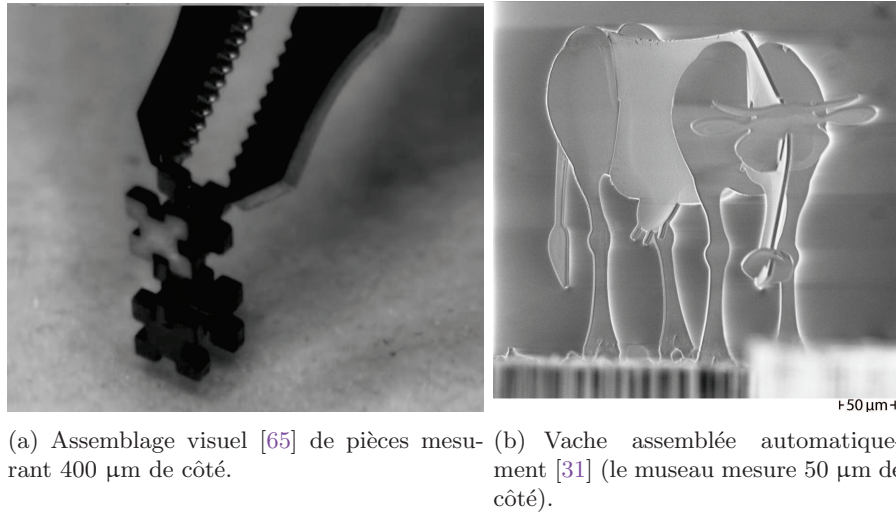 50 µm
(a) Assemblage visuel [65] de pièces mesu-
rant 400 µm de côté.
(b) Vache assemblée automatique-
ment [31] (le museau mesure 50 µm de
côté).